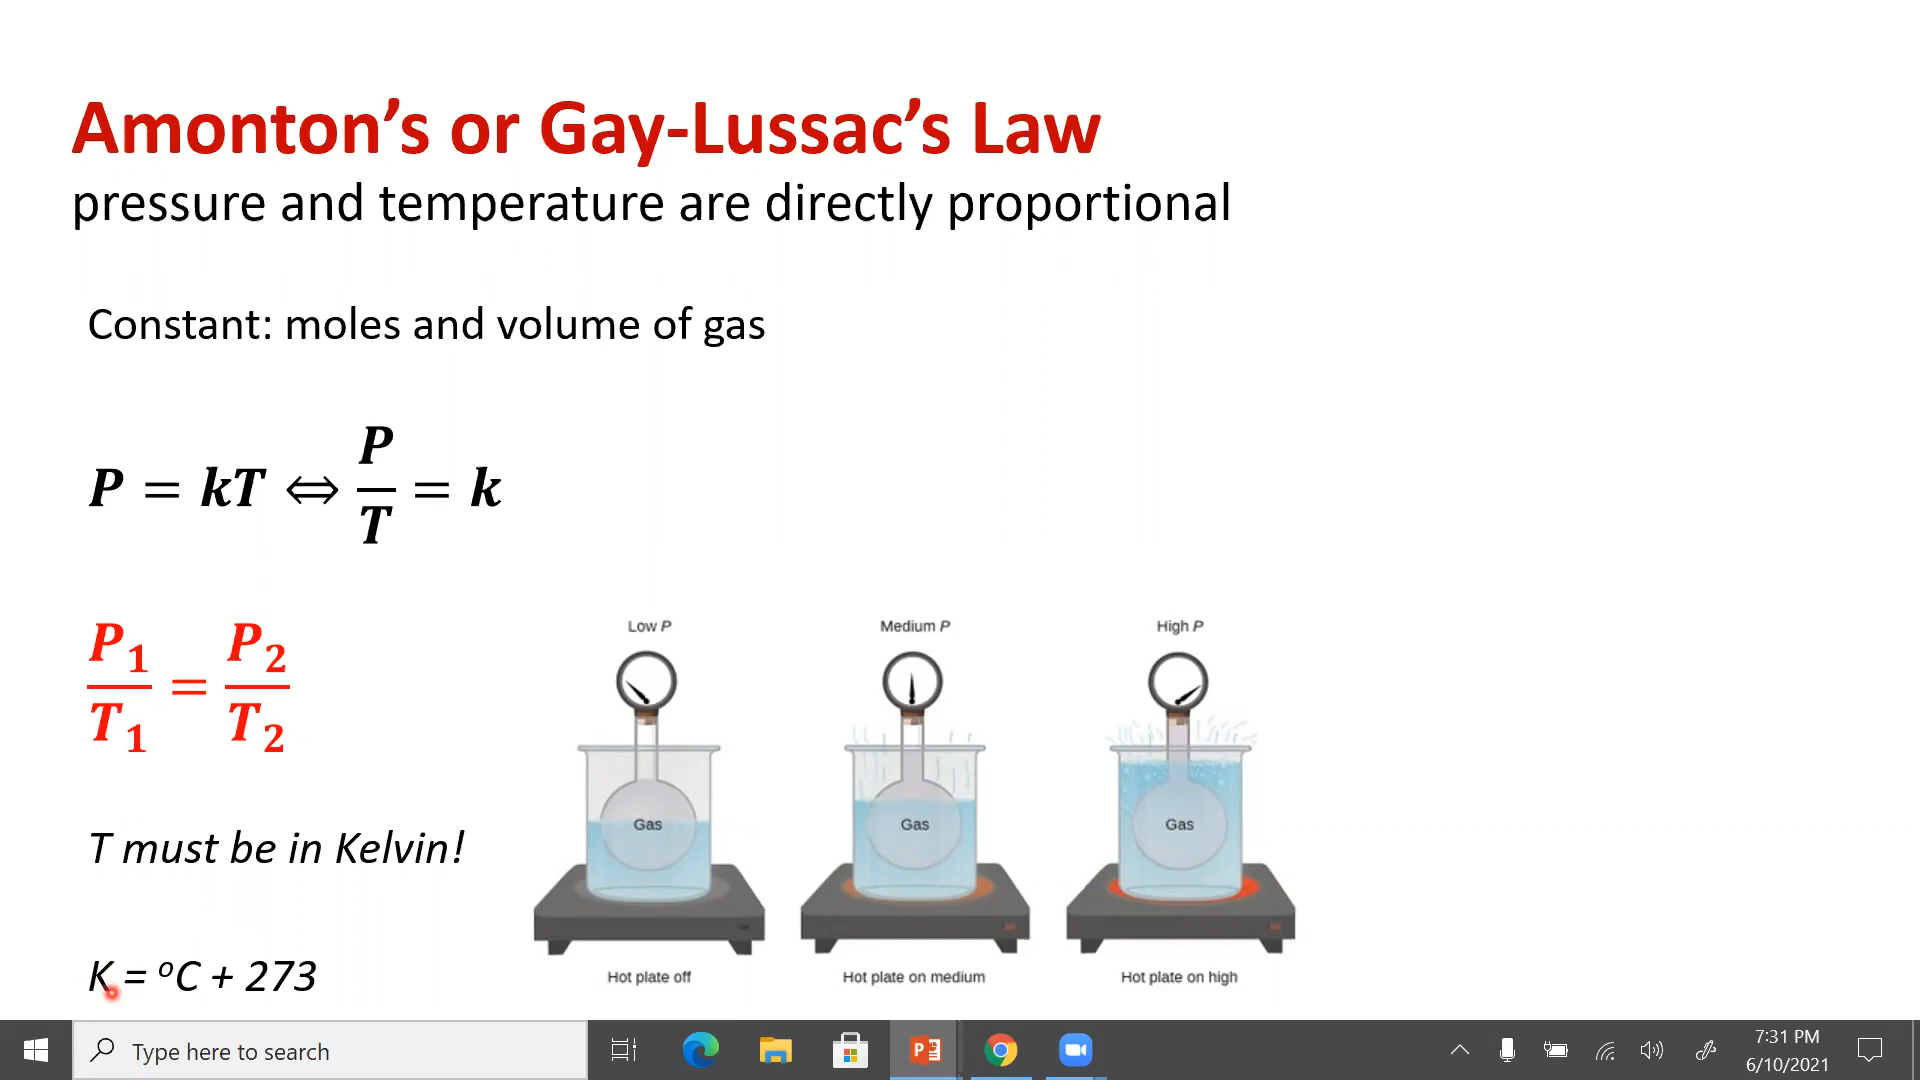 Amonton’s or Gay-Lussac’s Law
pressure and temperature are directly proportional
Constant: moles and volume of gas
P = kT ⇔ P/T = k
P₁/T₁ = P₂/T₂
T must be in Kelvin!
K = °C + 273
Low P Medium P High P
Gas Gas Gas
Hot plate off Hot plate on medium Hot plate on high
Type here to search
7:31 PM
6/10/2021